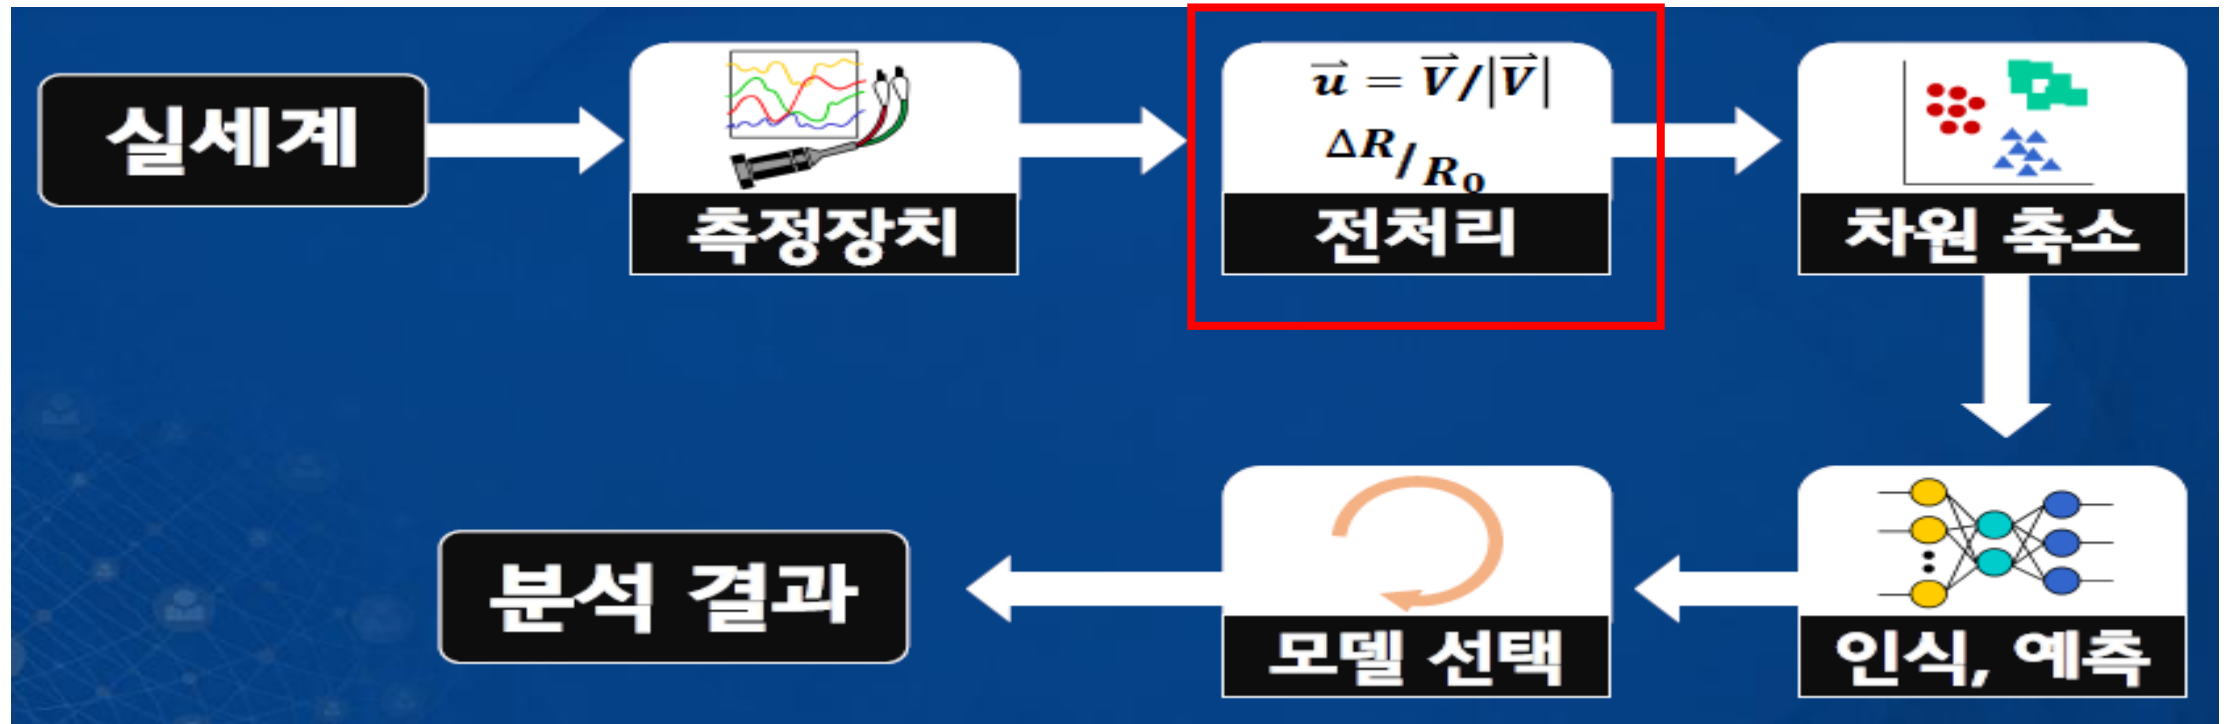 실세계
측정장치
u⃗ = V⃗/|V⃗|
ΔR/R₀
전처리
차원 축소
인식, 예측
모델 선택
분석 결과